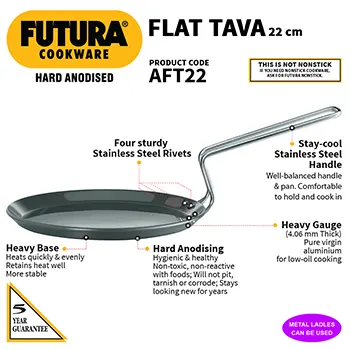 FUTURA®
COOKWARE
HARD ANODISED
FLAT TAVA 22 cm
PRODUCT CODE
AFT22
THIS IS NOT NONSTICK
IF YOU NEED NONSTICK COOKWARE,
ASK FOR FUTURA NONSTICK.
Four sturdy
Stainless Steel Rivets
Stay-cool
Stainless Steel
Handle
Well-balanced handle
& pan. Comfortable
to hold and cook in
Heavy Base
Heats quickly & evenly
Retains heat well
More stable
Hard Anodising
Hygienic & healthy
Non-toxic, non-reactive
with foods; Will not pit,
tarnish or corrode; Stays
looking new for years
Heavy Gauge
(4.06 mm Thick)
Pure virgin
aluminium
for low-oil cooking
5
YEAR
GUARANTEE
METAL LADLES
CAN BE USED